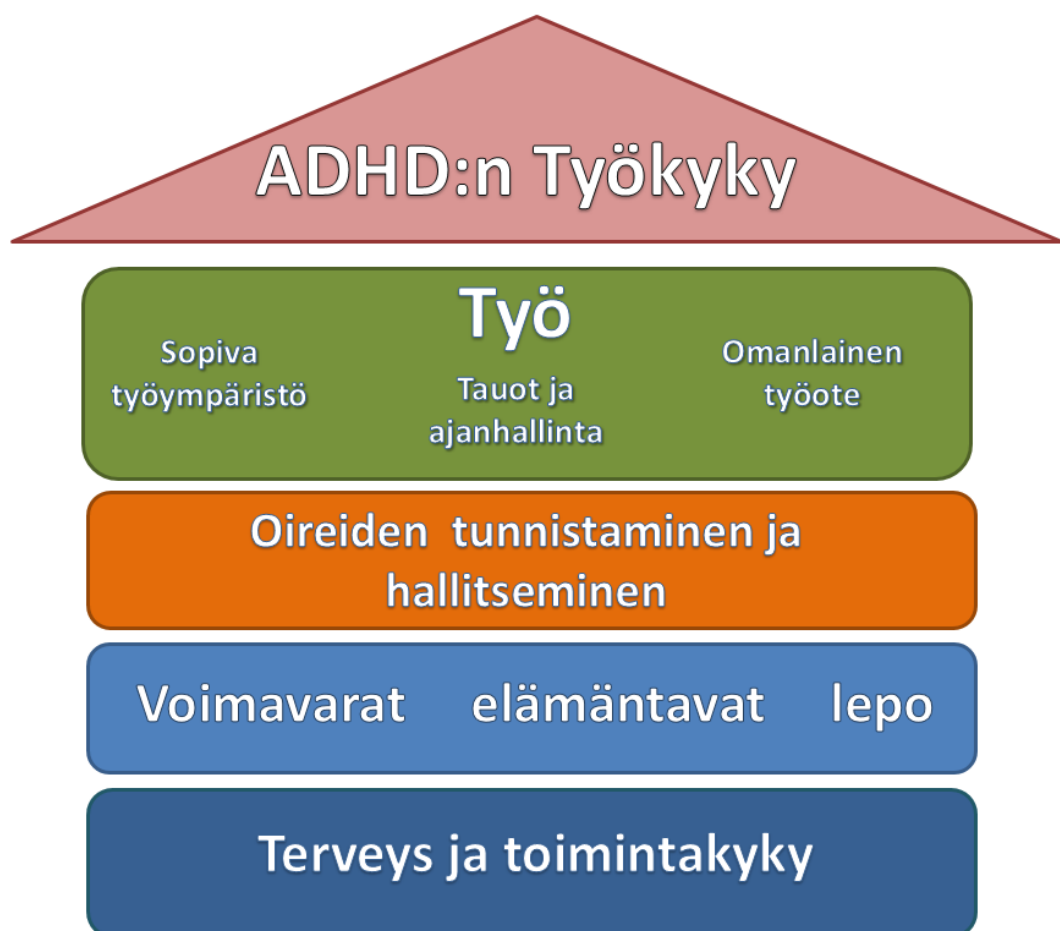 ADHD:n Työkyky
Työ
Sopiva
työympäristö
Tauot ja
ajanhallinta
Omanlainen
työote
Oireiden tunnistaminen ja
hallitseminen
Voimavarat elämäntavat lepo
Terveys ja toimintakyky